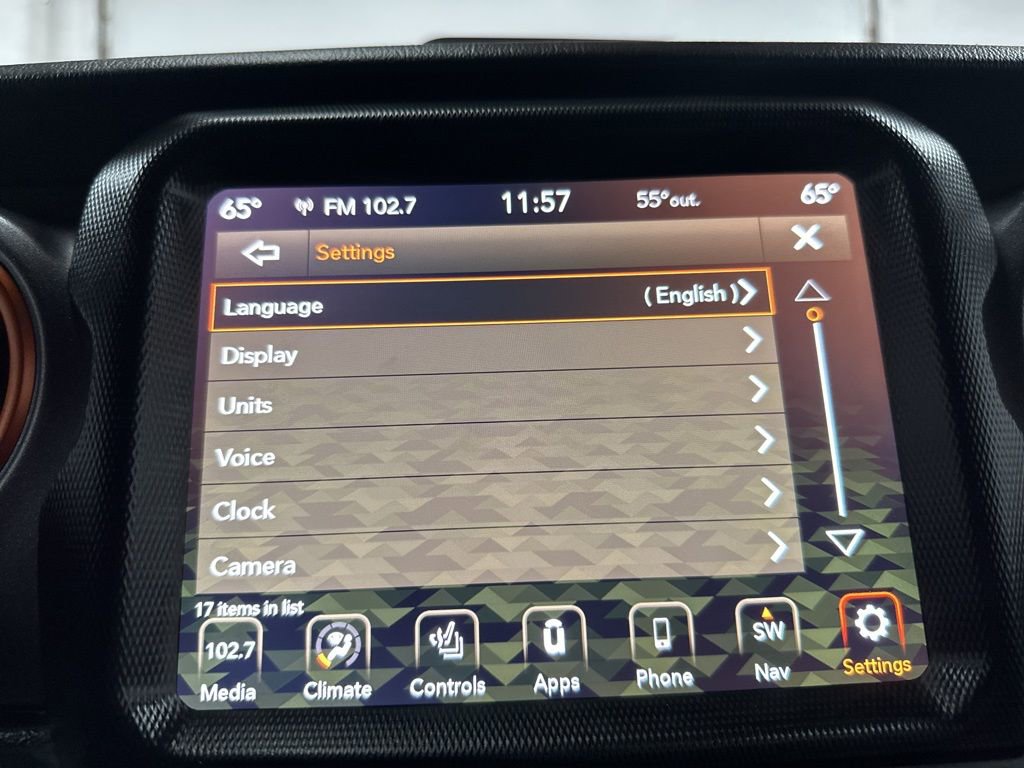 65° FM 102.7 11:57 55°out. 65°
Settings
Language (English)
Display
Units
Voice
Clock
Camera
17 items in list
102.7 SW
Media Climate Controls Apps Phone Nav Settings